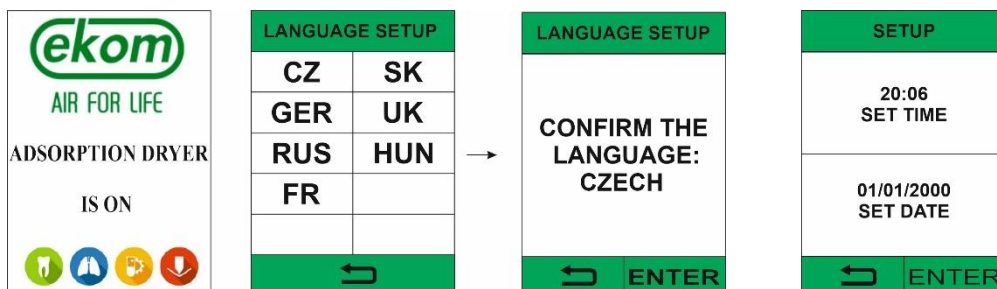 ekom
AIR FOR LIFE
ADSORPTION DRYER
IS ON
LANGUAGE SETUP
CZ SK
GER UK
RUS HUN
FR
LANGUAGE SETUP
CONFIRM THE
LANGUAGE:
CZECH
ENTER
SETUP
20:06
SET TIME
01/01/2000
SET DATE
ENTER